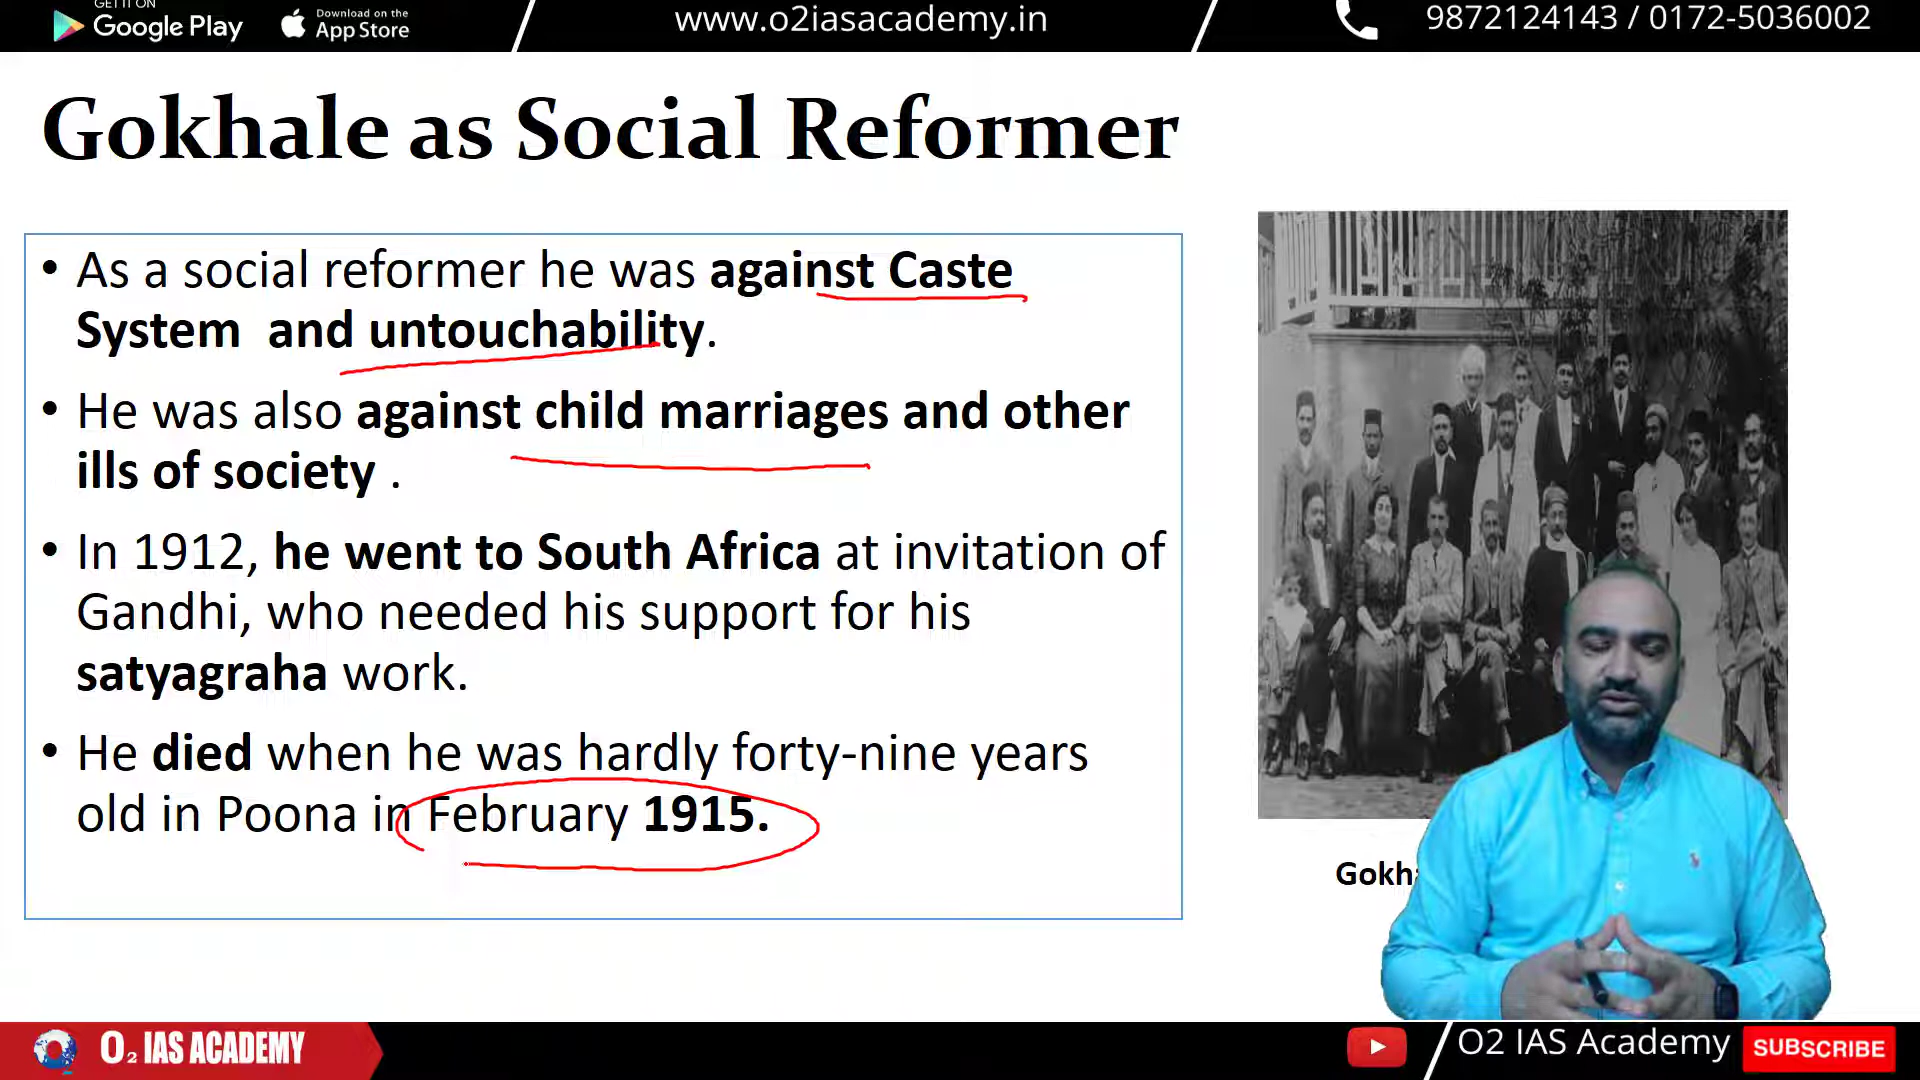 GET IT ON
Google Play
Download on the
App Store
www.o2iasacademy.in
9872124143 / 0172-5036002
Gokhale as Social Reformer
• As a social reformer he was against Caste
System and untouchability.
• He was also against child marriages and other
ills of society .
• In 1912, he went to South Africa at invitation of
Gandhi, who needed his support for his
satyagraha work.
• He died when he was hardly forty-nine years
old in Poona in February 1915.
O2 IAS ACADEMY
O2 IAS Academy
SUBSCRIBE